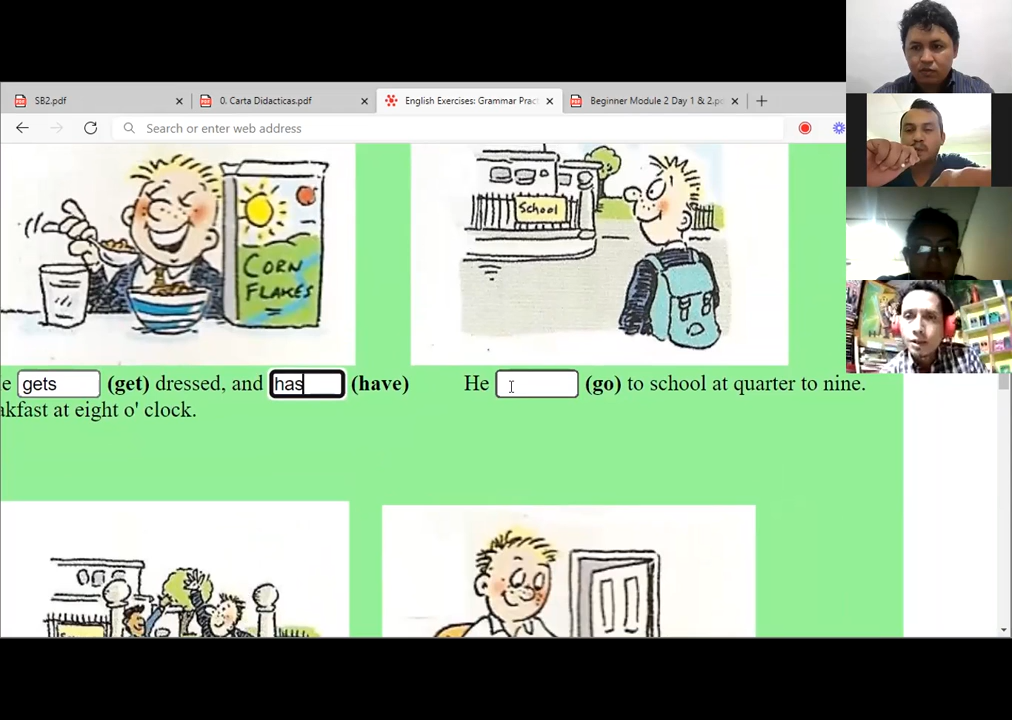 SB2.pdf
0. Carta Didacticas.pdf
English Exercises: Grammar Prac
Beginner Module 2 Day 1 & 2.p
Search or enter web address
School
CORN
FLAKES
e gets (get) dressed, and has (have)
akfast at eight o' clock.
He (go) to school at quarter to nine.